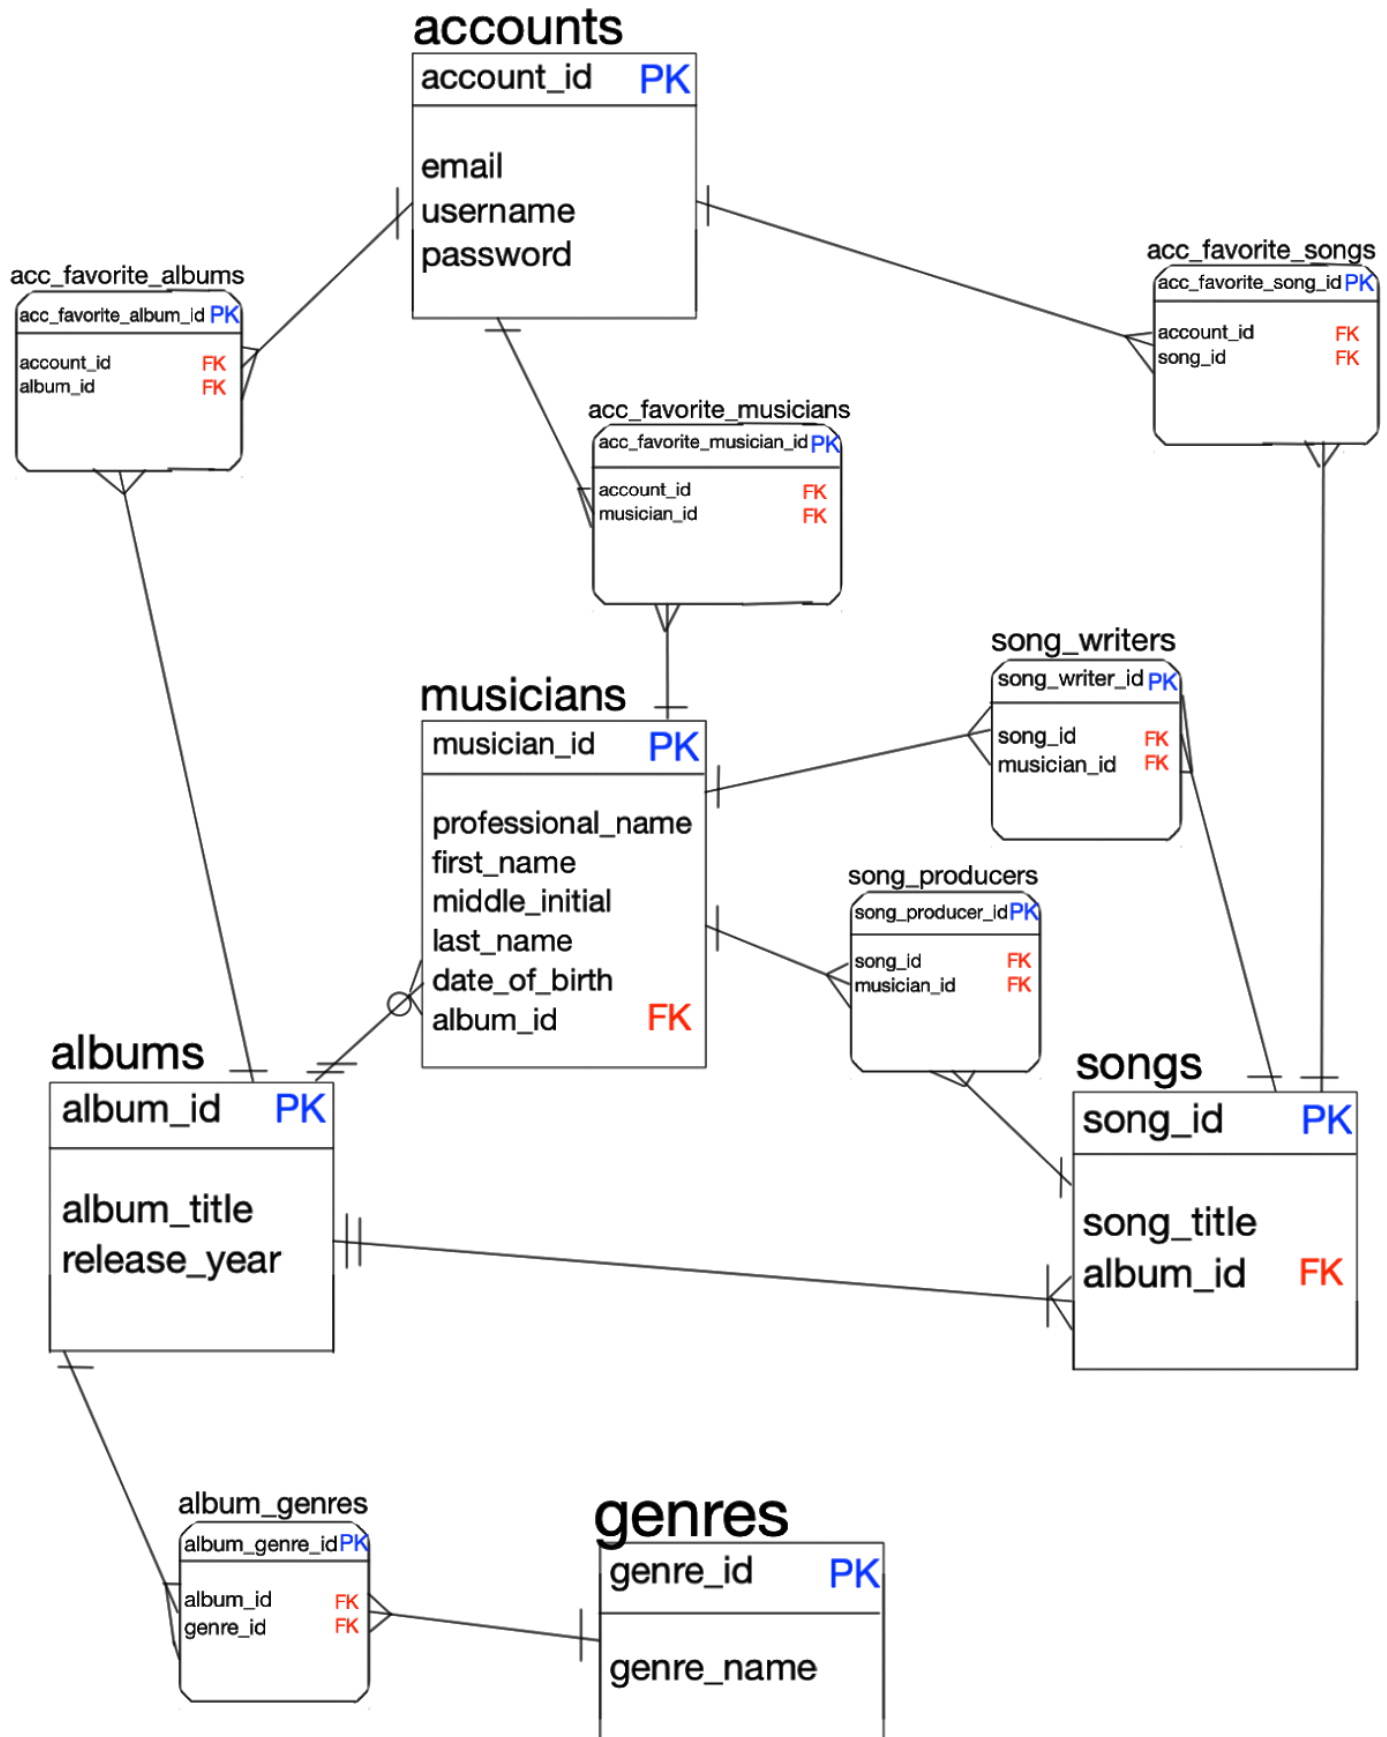 accounts
account_id PK
email
username
password
acc_favorite_albums
acc_favorite_album_id PK
account_id FK
album_id FK
acc_favorite_songs
acc_favorite_song_id PK
account_id FK
song_id FK
acc_favorite_musicians
acc_favorite_musician_id PK
account_id FK
musician_id FK
song_writers
song_writer_id PK
song_id FK
musician_id FK
musicians
musician_id PK
professional_name
first_name
middle_initial
last_name
date_of_birth
album_id FK
song_producers
song_producer_id PK
song_id FK
musician_id FK
albums
album_id PK
album_title
release_year
songs
song_id PK
song_title
album_id FK
album_genres
album_genre_id PK
album_id FK
genre_id FK
genres
genre_id PK
genre_name